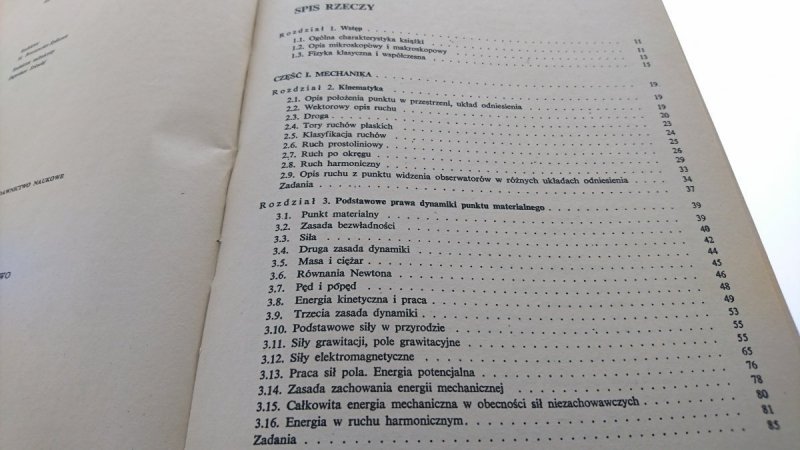 DAWNICTWO NAUKOWE
WO
SPIS RZECZY
Rozdział 1. Wstęp . . . . . 11
1.1. Ogólna charakterystyka książki . . . . . 11
1.2. Opis mikroskopowy i makroskopowy . . . . . 13
1.3. Fizyka klasyczna i współczesna . . . . . 15
CZĘŚĆ I. MECHANIKA . . . . . 19
Rozdział 2. Kinematyka . . . . . 19
2.1. Opis położenia punktu w przestrzeni, układ odniesienia . . . . . 19
2.2. Wektorowy opis ruchu . . . . . 20
2.3. Droga . . . . . 23
2.4. Tory ruchów płaskich . . . . . 24
2.5. Klasyfikacja ruchów . . . . . 25
2.6. Ruch prostoliniowy . . . . . 26
2.7. Ruch po okręgu . . . . . 29
2.8. Ruch harmoniczny . . . . . 33
2.9. Opis ruchu z punktu widzenia obserwatorów w różnych układach odniesienia 34
Zadania . . . . . 37
Rozdział 3. Podstawowe prawa dynamiki punktu materialnego . . . . . 39
3.1. Punkt materialny . . . . . 39
3.2. Zasada bezwładności . . . . . 40
3.3. Siła . . . . . 42
3.4. Druga zasada dynamiki . . . . . 44
3.5. Masa i ciężar . . . . . 45
3.6. Równania Newtona . . . . . 46
3.7. Pęd i popęd . . . . . 48
3.8. Energia kinetyczna i praca . . . . . 49
3.9. Trzecia zasada dynamiki . . . . . 53
3.10. Podstawowe siły w przyrodzie . . . . . 55
3.11. Siły grawitacji, pole grawitacyjne . . . . . 55
3.12. Siły elektromagnetyczne . . . . . 65
3.13. Praca sił pola. Energia potencjalna . . . . . 76
3.14. Zasada zachowania energii mechanicznej . . . . . 78
3.15. Całkowita energia mechaniczna w obecności sił niezachowawczych . . . . . 80
3.16. Energia w ruchu harmonicznym . . . . . 81
Zadania . . . . . 85